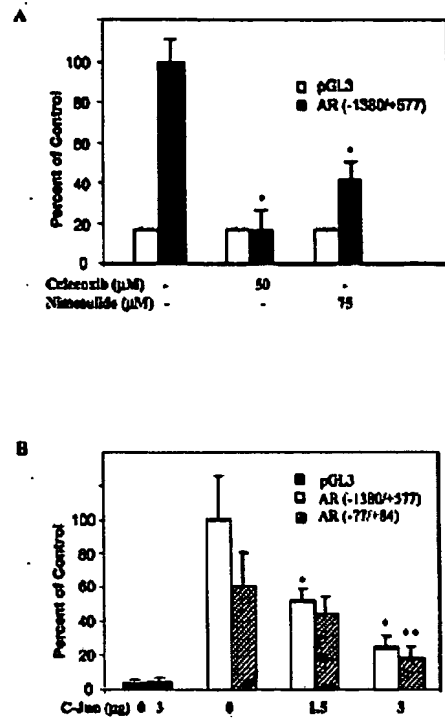 A
Percent of Control
100
80
60
40
20
0
pGL3
AR (-1380/+577)
*
*
Celecoxib (µM) - 50 -
Nimesulide (µM) - - 75
B
Percent of Control
100
80
60
40
20
0
pGL3
AR (-1380/+577)
AR (-77/+84)
*
*
**
C-Jun (µg) 0 3 0 1.5 3